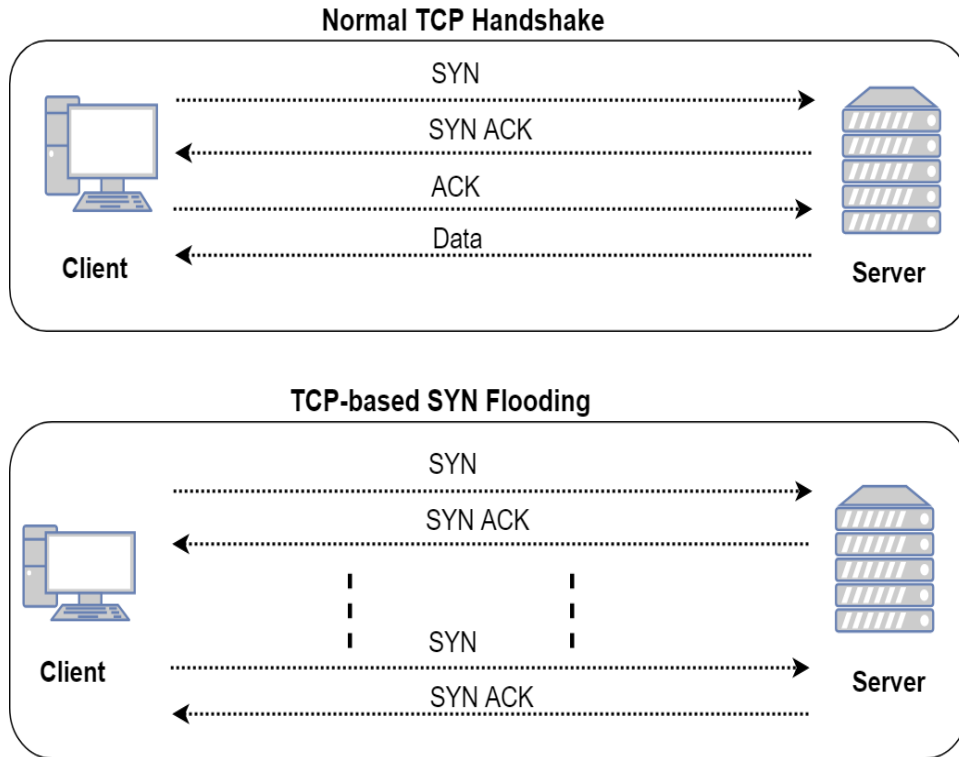 Normal TCP Handshake
SYN
SYN ACK
ACK
Data
Client
Server
TCP-based SYN Flooding
SYN
SYN ACK
SYN
SYN ACK
Client
Server